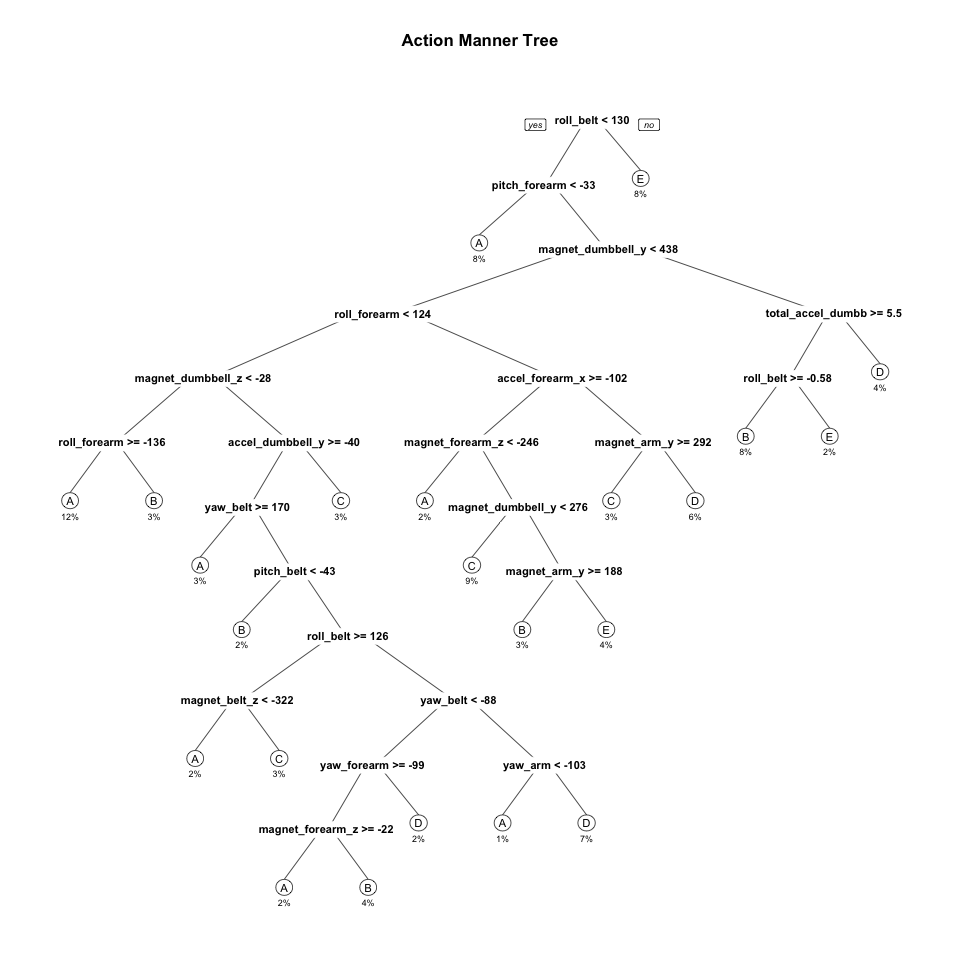 Action Manner Tree
yes roll_belt < 130 no
pitch_forearm < -33
E
8%
A
8%
magnet_dumbbell_y < 438
roll_forearm < 124
total_accel_dumbb >= 5.5
magnet_dumbbell_z < -28
accel_forearm_x >= -102
roll_belt >= -0.58
D
4%
roll_forearm >= -136
accel_dumbbell_y >= -40
magnet_forearm_z < -246
magnet_arm_y >= 292
B
8%
E
2%
A
12%
B
3%
yaw_belt >= 170
C
3%
A
2%
magnet_dumbbell_y < 276
C
3%
D
6%
A
3%
pitch_belt < -43
C
9%
magnet_arm_y >= 188
B
2%
roll_belt >= 126
B
3%
E
4%
magnet_belt_z < -322
yaw_belt < -88
A
2%
C
3%
yaw_forearm >= -99
yaw_arm < -103
magnet_forearm_z >= -22
D
2%
A
1%
D
7%
A
2%
B
4%